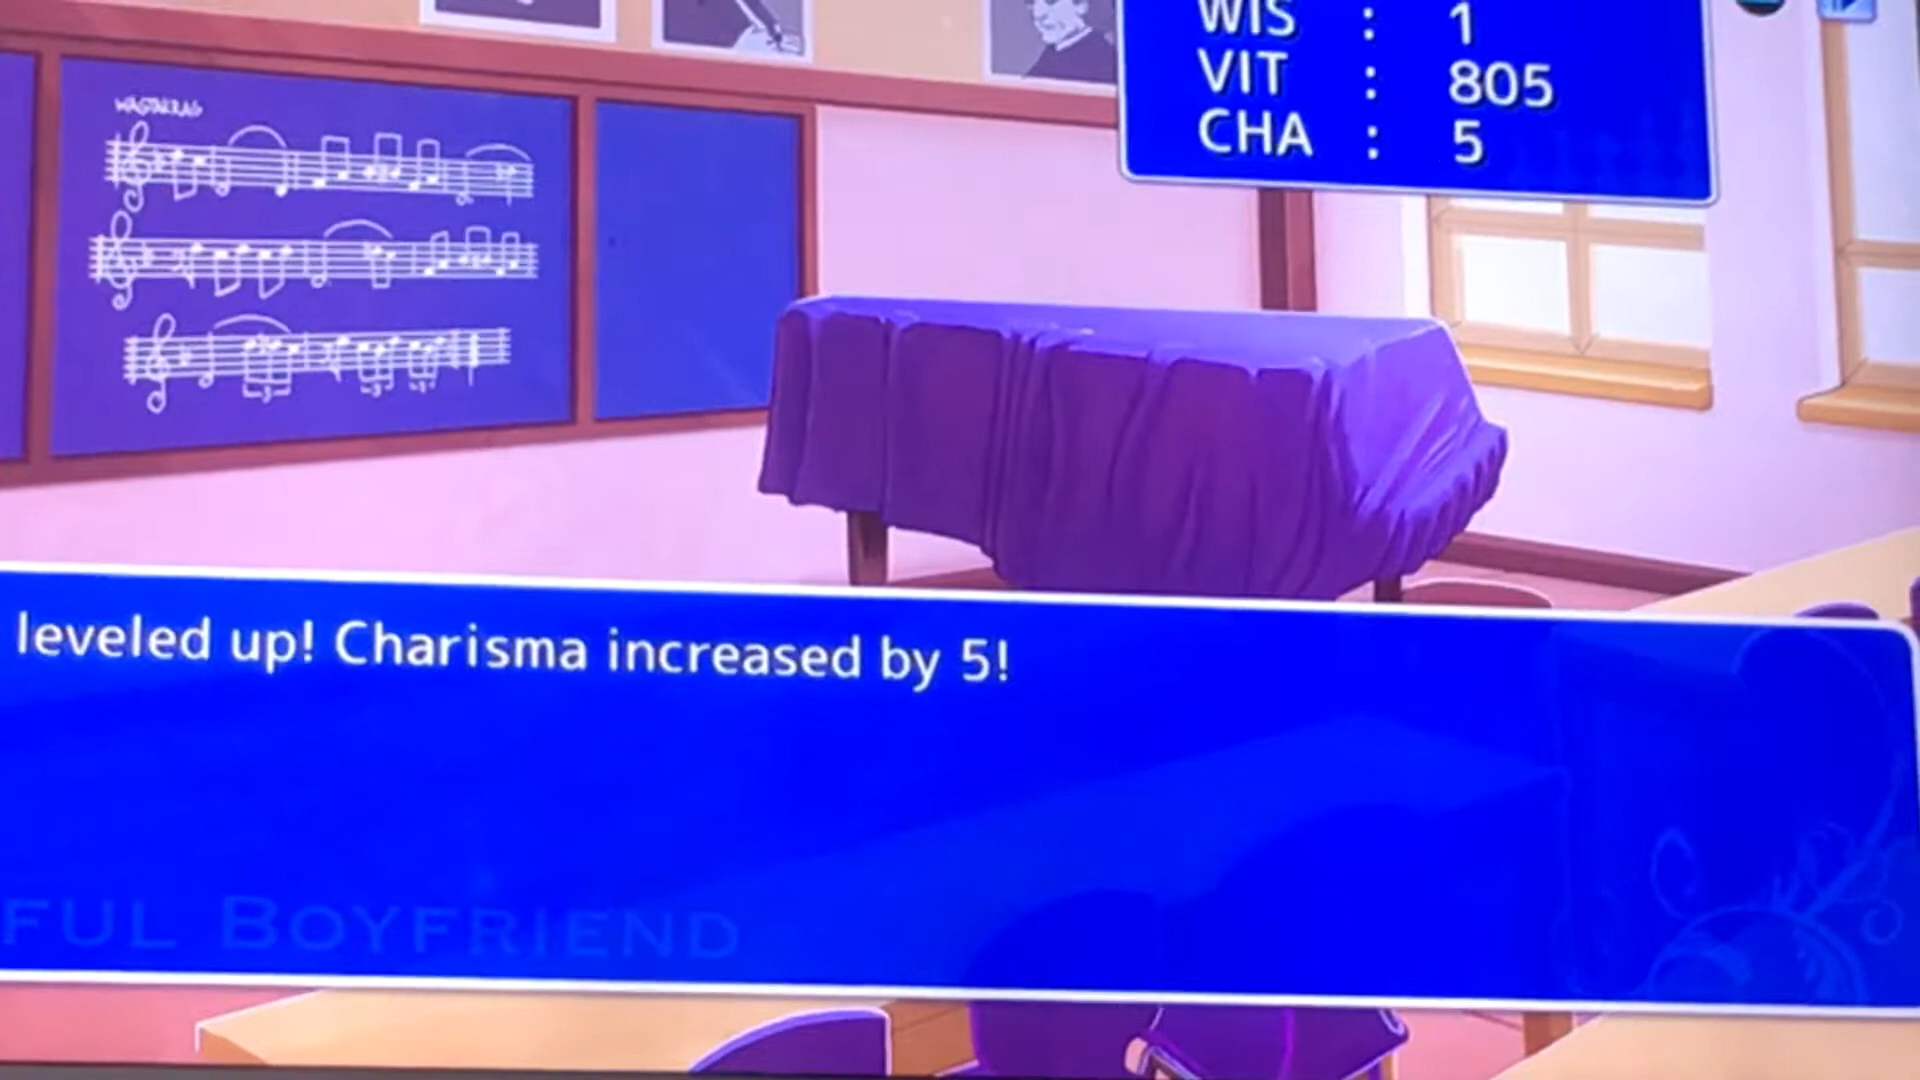 WIS : 1
VIT : 805
CHA : 5
leveled up! Charisma increased by 5!
FUL BOYFRIEND